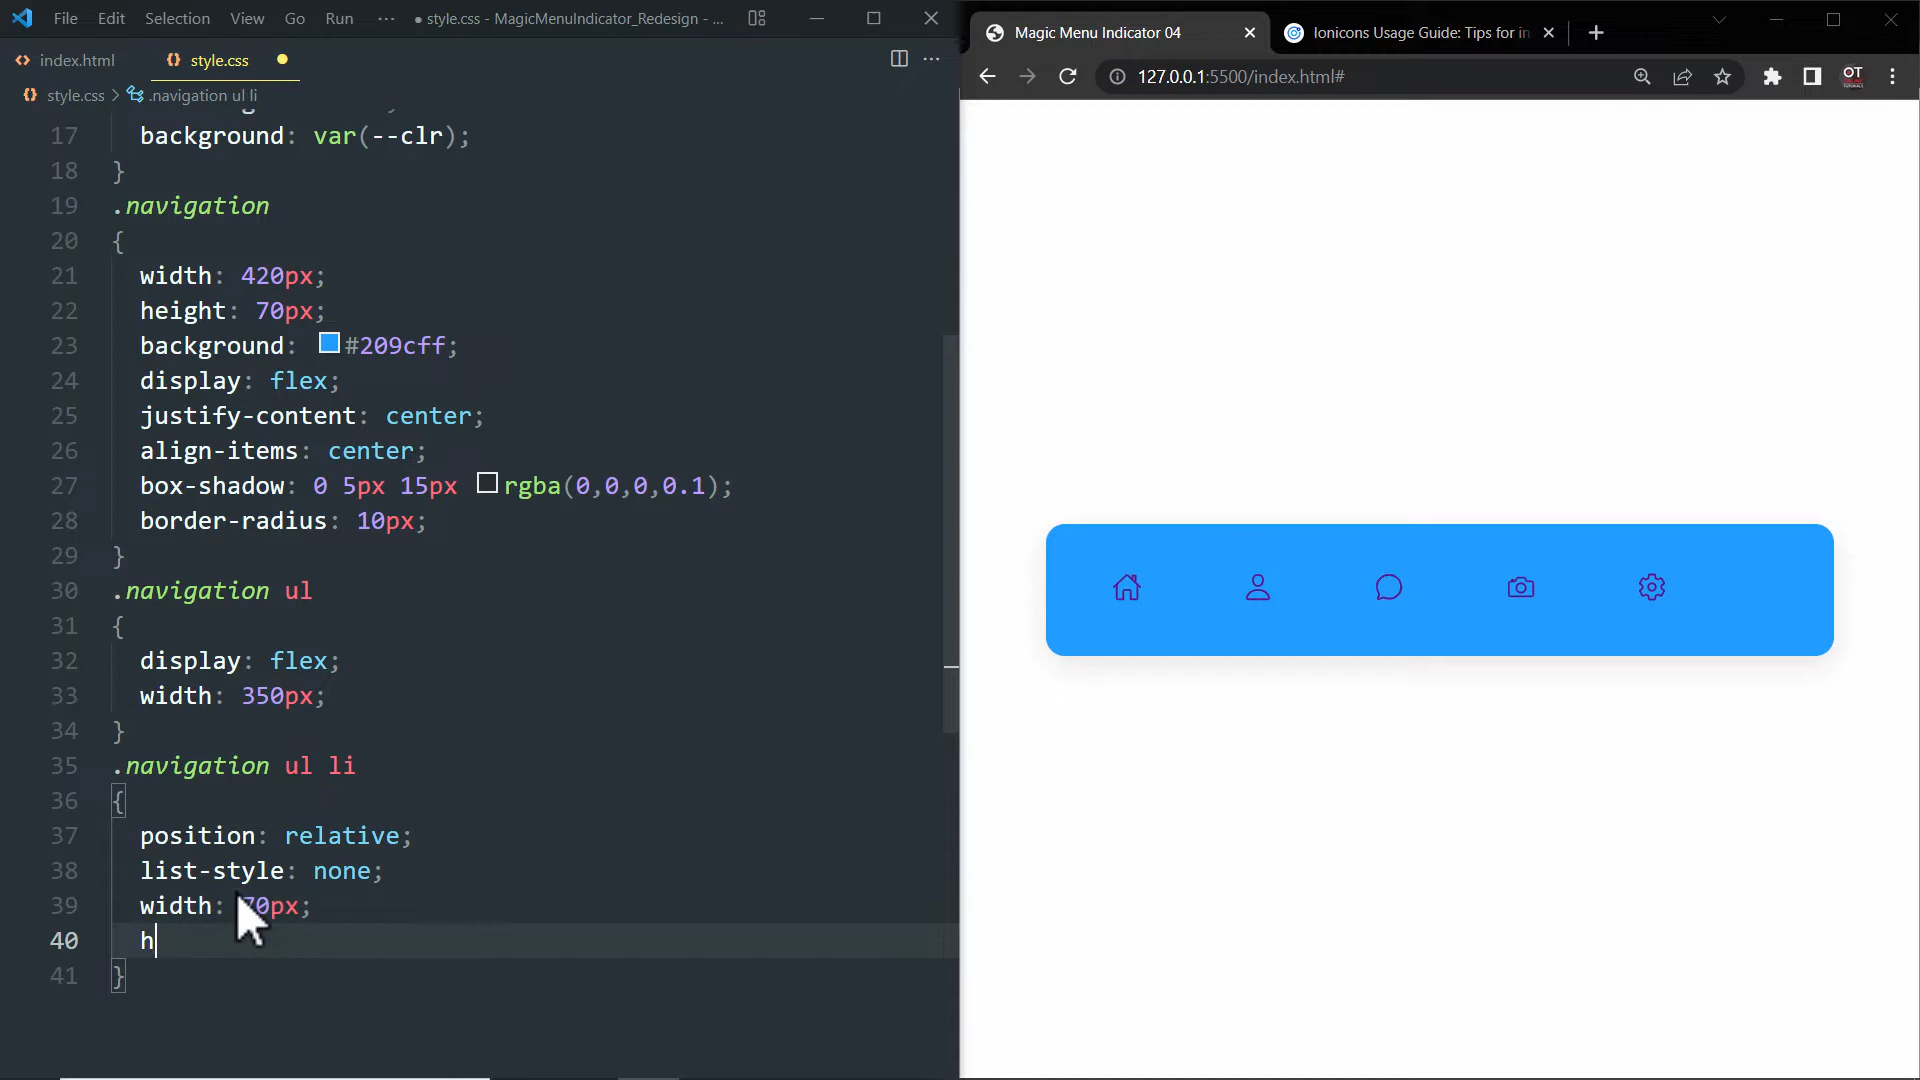 File Edit Selection View Go Run ··· ● style.css - MagicMenuIndicator_Redesign - ...
index.html style.css
style.css > .navigation ul li
17 background: var(--clr);
18 }
19 .navigation
20 {
21 width: 420px;
22 height: 70px;
23 background: #209cff;
24 display: flex;
25 justify-content: center;
26 align-items: center;
27 box-shadow: 0 5px 15px rgba(0,0,0,0.1);
28 border-radius: 10px;
29 }
30 .navigation ul
31 {
32 display: flex;
33 width: 350px;
34 }
35 .navigation ul li
36 {
37 position: relative;
38 list-style: none;
39 width: 70px;
40 h
41 }
Magic Menu Indicator 04
Ionicons Usage Guide: Tips for in
127.0.0.1:5500/index.html#
OT